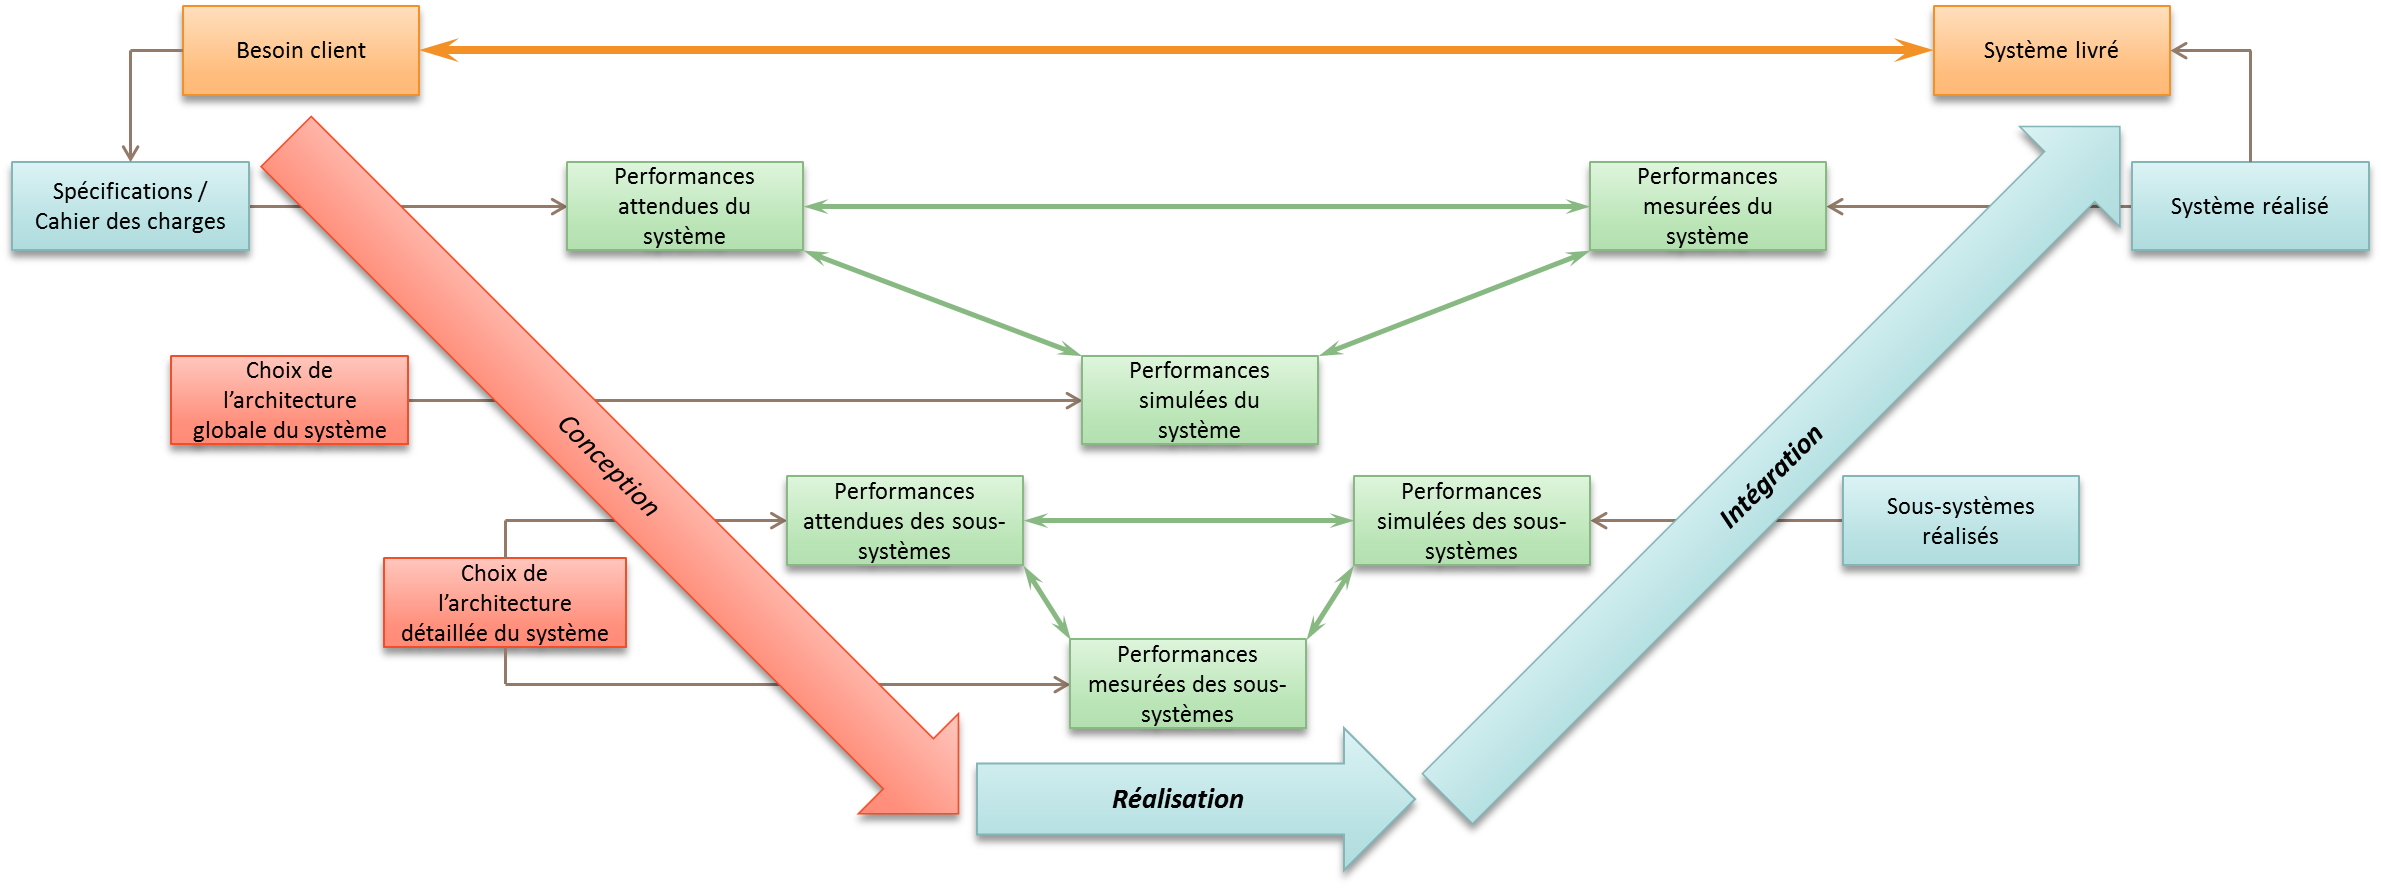 Besoin client
Système livré
Spécifications /
Cahier des charges
Performances
attendues du
système
Performances
mesurées du
système
Système réalisé
Choix de
l’architecture
globale du système
Performances
simulées du
système
Conception
Intégration
Performances
attendues des sous-
systèmes
Performances
simulées des sous-
systèmes
Sous-systèmes
réalisés
Choix de
l’architecture
détaillée du système
Performances
mesurées des sous-
systèmes
Réalisation